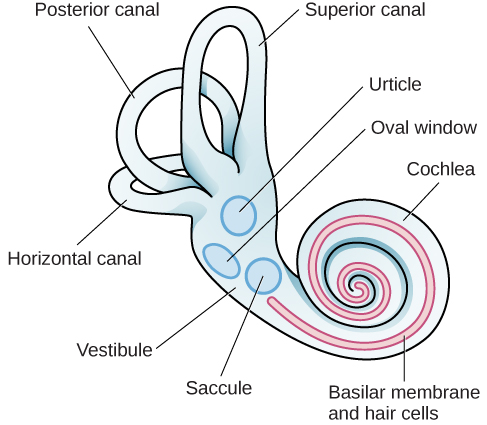 Posterior canal
Superior canal
Urticle
Oval window
Cochlea
Horizontal canal
Vestibule
Saccule
Basilar membrane
and hair cells